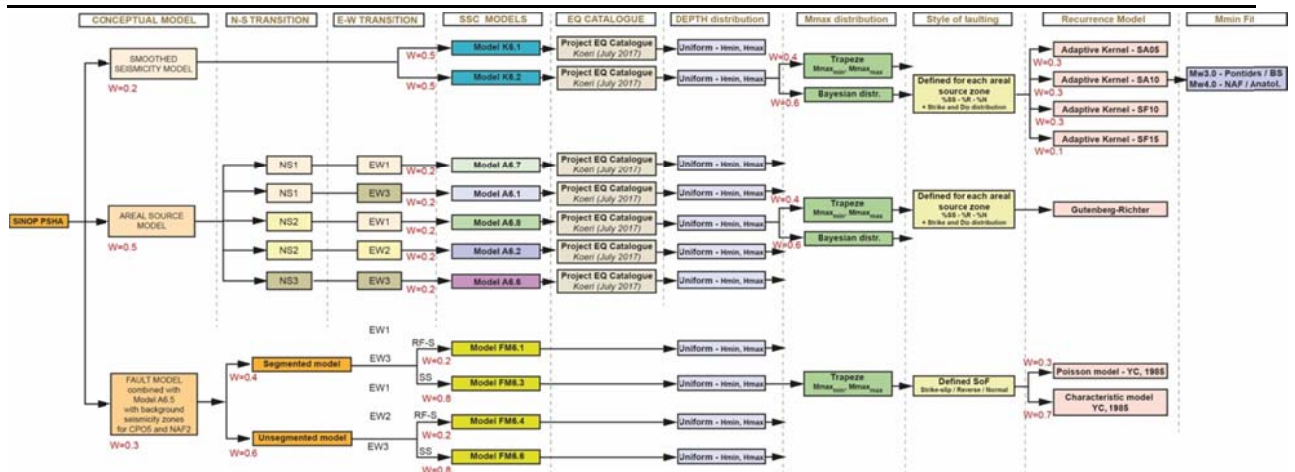 CONCEPTUAL MODEL
N-S TRANSITION
E-W TRANSITION
SSC MODELS
EQ CATALOGUE
DEPTH distribution
Mmax distribution
Style of faulting
Recurrence Model
Mmin Fit
SMOOTHED
SEISMICITY MODEL
W=0.2
W=0.5
W=0.5
Model K6.1
Model K6.2
Project EQ Catalogue
Koeri (July 2017)
Project EQ Catalogue
Koeri (July 2017)
Uniform - Hmin, Hmax
Uniform - Hmin, Hmax
W=0.4
W=0.6
Trapeze
Mmaxmin, Mmaxmax
Bayesian distr.
Defined for each areal
source zone
%SS - %R - %N
+ Strike and Dip distribution
Adaptive Kernel - SA05
W=0.3
Adaptive Kernel - SA10
W=0.3
Adaptive Kernel - SF10
W=0.3
Adaptive Kernel - SF15
W=0.1
Mw3.0 - Pontides / BS
Mw4.0 - NAF / Anatol.
SINOP PSHA
AREAL SOURCE
MODEL
W=0.5
NS1
EW1
W=0.2
Model A6.7
Project EQ Catalogue
Koeri (July 2017)
Uniform - Hmin, Hmax
NS1
EW3
W=0.2
Model A6.1
Project EQ Catalogue
Koeri (July 2017)
Uniform - Hmin, Hmax
NS2
EW1
W=0.2
Model A6.8
Project EQ Catalogue
Koeri (July 2017)
Uniform - Hmin, Hmax
NS2
EW2
W=0.2
Model A6.2
Project EQ Catalogue
Koeri (July 2017)
Uniform - Hmin, Hmax
NS3
EW3
W=0.2
Model A6.6
Project EQ Catalogue
Koeri (July 2017)
Uniform - Hmin, Hmax
W=0.4
W=0.6
Trapeze
Mmaxmin, Mmaxmax
Bayesian distr.
Defined for each areal
source zone
%SS - %R - %N
+ Strike and Dip distribution
Gutenberg-Richter
FAULT MODEL
combined with
Model A6.5
with background
seismicity zones
for CPO5 and NAF2
W=0.3
W=0.4
W=0.6
Segmented model
Unsegmented model
EW1
EW3
EW1
EW2
EW3
RF-S
W=0.2
SS
W=0.8
RF-S
W=0.2
SS
W=0.8
Model FM6.1
Model FM6.3
Model FM6.4
Model FM6.6
Uniform - Hmin, Hmax
Uniform - Hmin, Hmax
Uniform - Hmin, Hmax
Uniform - Hmin, Hmax
Trapeze
Mmaxmin, Mmaxmax
Defined SoF
Strike-slip / Reverse / Normal
W=0.3
Poisson model - YC, 1985
Characteristic model
YC, 1985
W=0.7